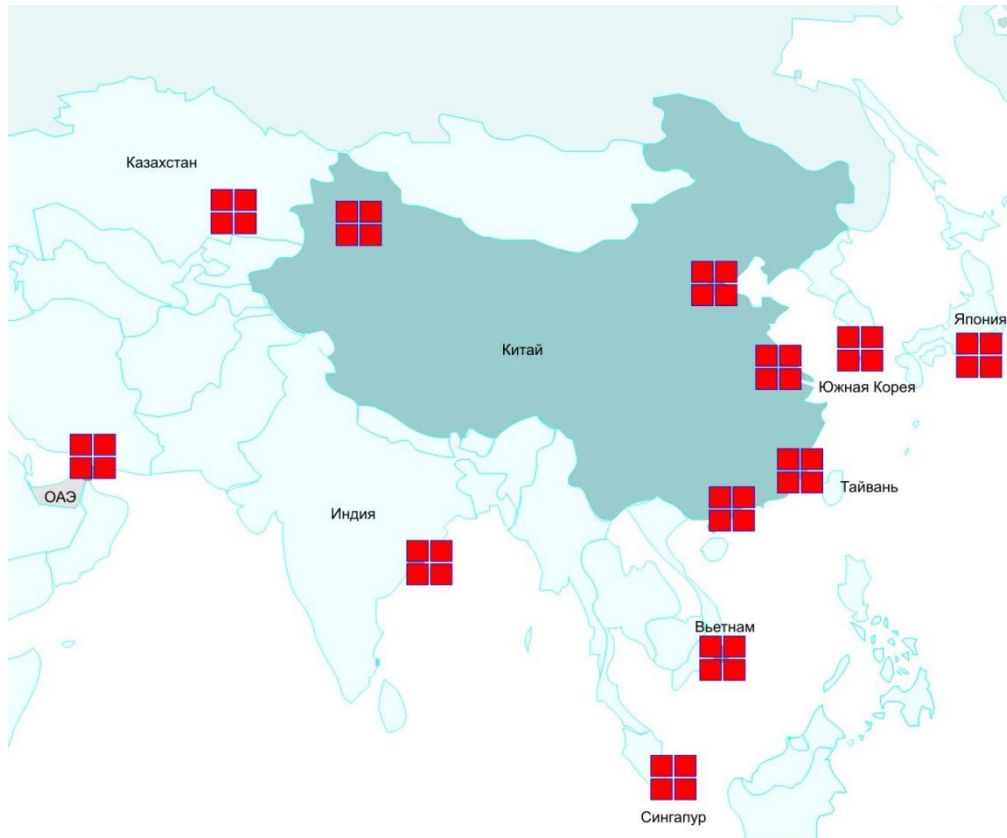 Казахстан
Япония
Китай
Южная Корея
Тайвань
ОАЭ
Индия
Вьетнам
Сингапур